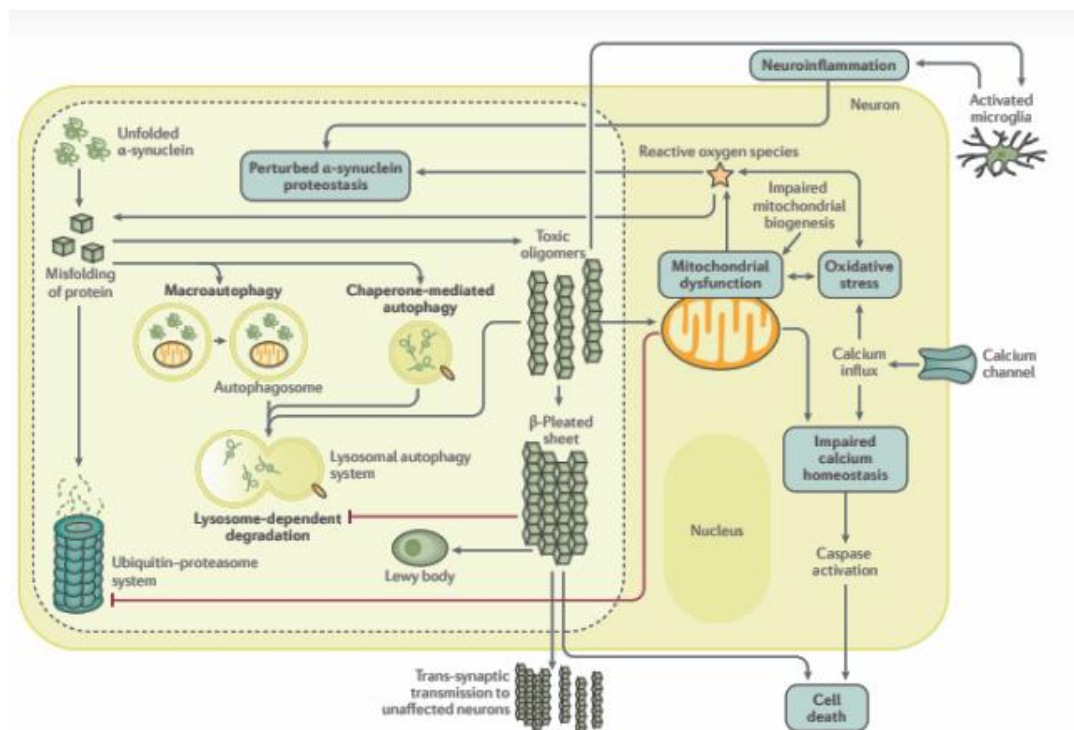 Neuroinflammation
Neuron
Activated
microglia
Unfolded
α-synuclein
Perturbed α-synuclein
proteostasis
Reactive oxygen species
Impaired
mitochondrial
biogenesis
Misfolding
of protein
Toxic
oligomers
Mitochondrial
dysfunction
Oxidative
stress
Macroautophagy
Chaperone-mediated
autophagy
Autophagosome
Calcium
influx
Calcium
channel
β-Pleated
sheet
Lysosomal autophagy
system
Impaired
calcium
homeostasis
Lysosome-dependent
degradation
Nucleus
Lewy body
Ubiquitin–proteasome
system
Caspase
activation
Trans-synaptic
transmission to
unaffected neurons
Cell
death